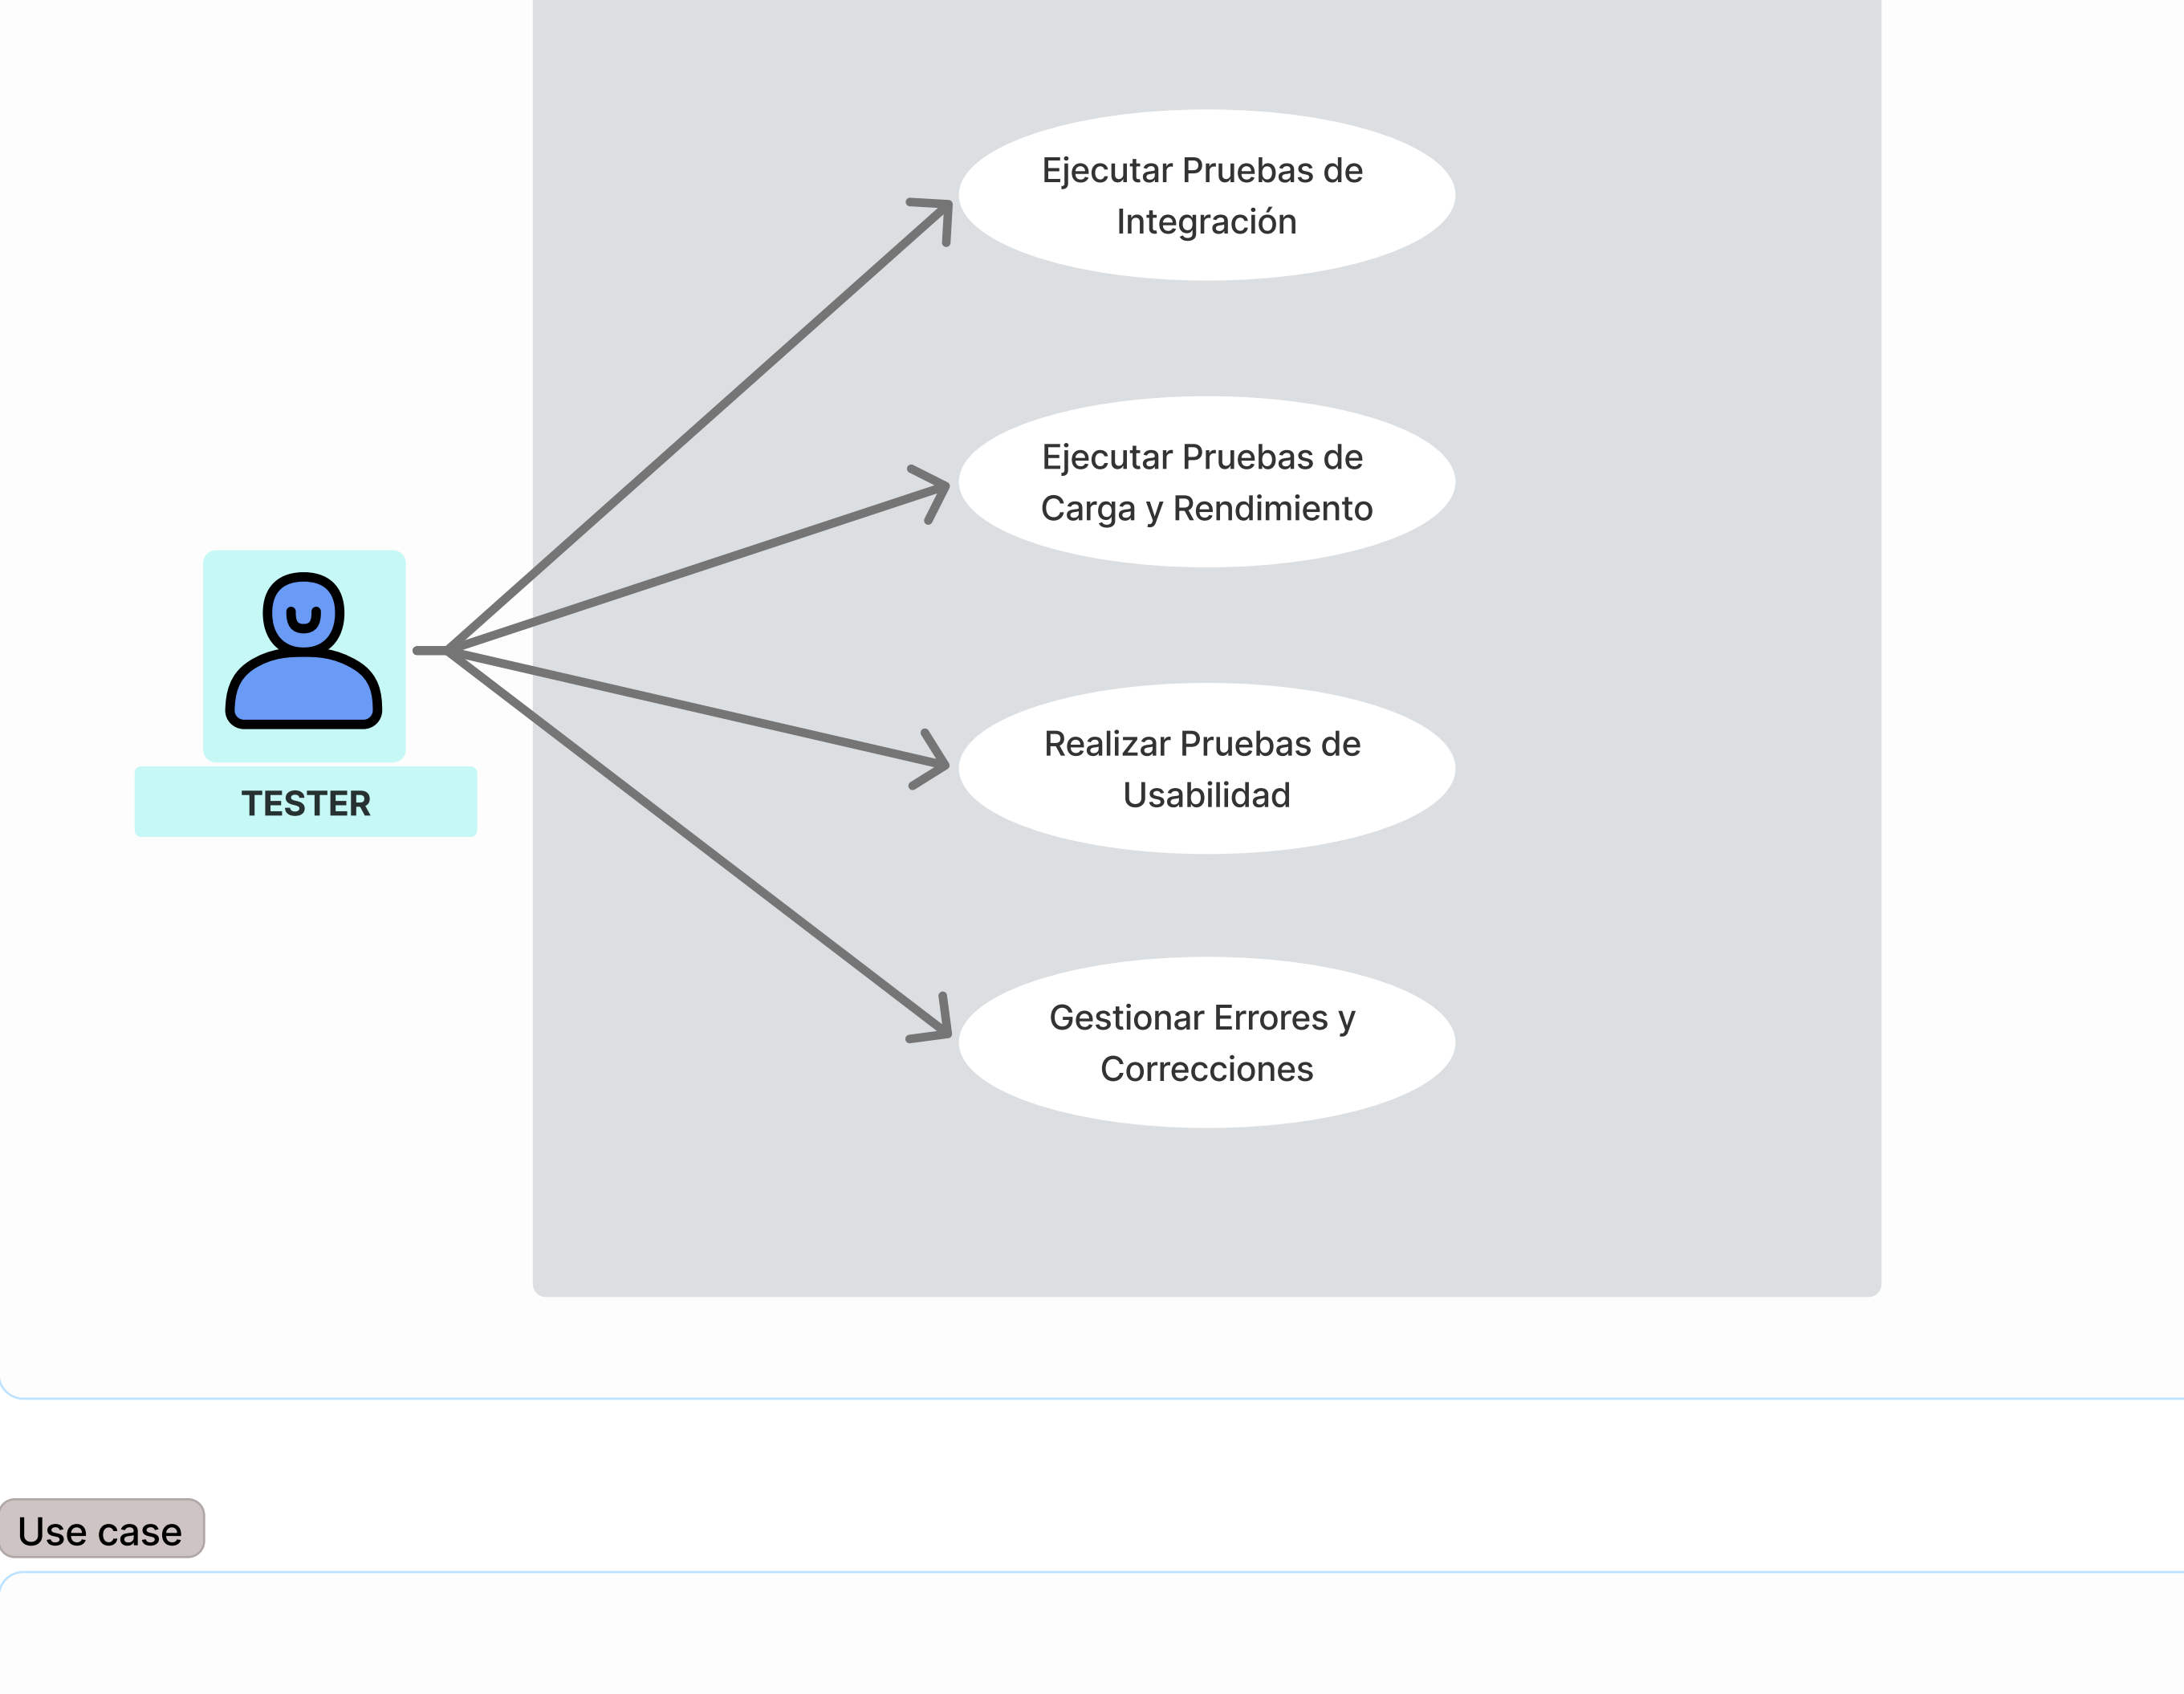 Ejecutar Pruebas de
Integración
Ejecutar Pruebas de
Carga y Rendimiento
Realizar Pruebas de
Usabilidad
TESTER
Gestionar Errores y
Correcciones
Use case